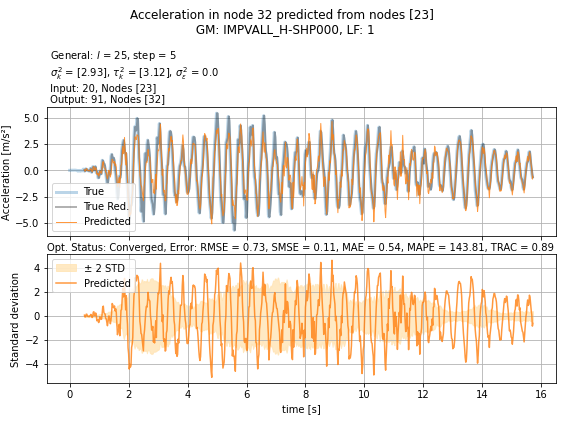 Acceleration in node 32 predicted from nodes [23]
GM: IMPVALL_H-SHP000, LF: 1
General: l = 25, step = 5
σ²ₖ = [2.93], τ²ₖ = [3.12], σ²ε = 0.0
Input: 20, Nodes [23]
Output: 91, Nodes [32]
Acceleration [m/s²]
5.0
2.5
0.0
−2.5
−5.0
True
True Red.
Predicted
Opt. Status: Converged, Error: RMSE = 0.73, SMSE = 0.11, MAE = 0.54, MAPE = 143.81, TRAC = 0.89
Standard deviation
4
2
0
−2
−4
± 2 STD
Predicted
0 2 4 6 8 10 12 14 16
time [s]